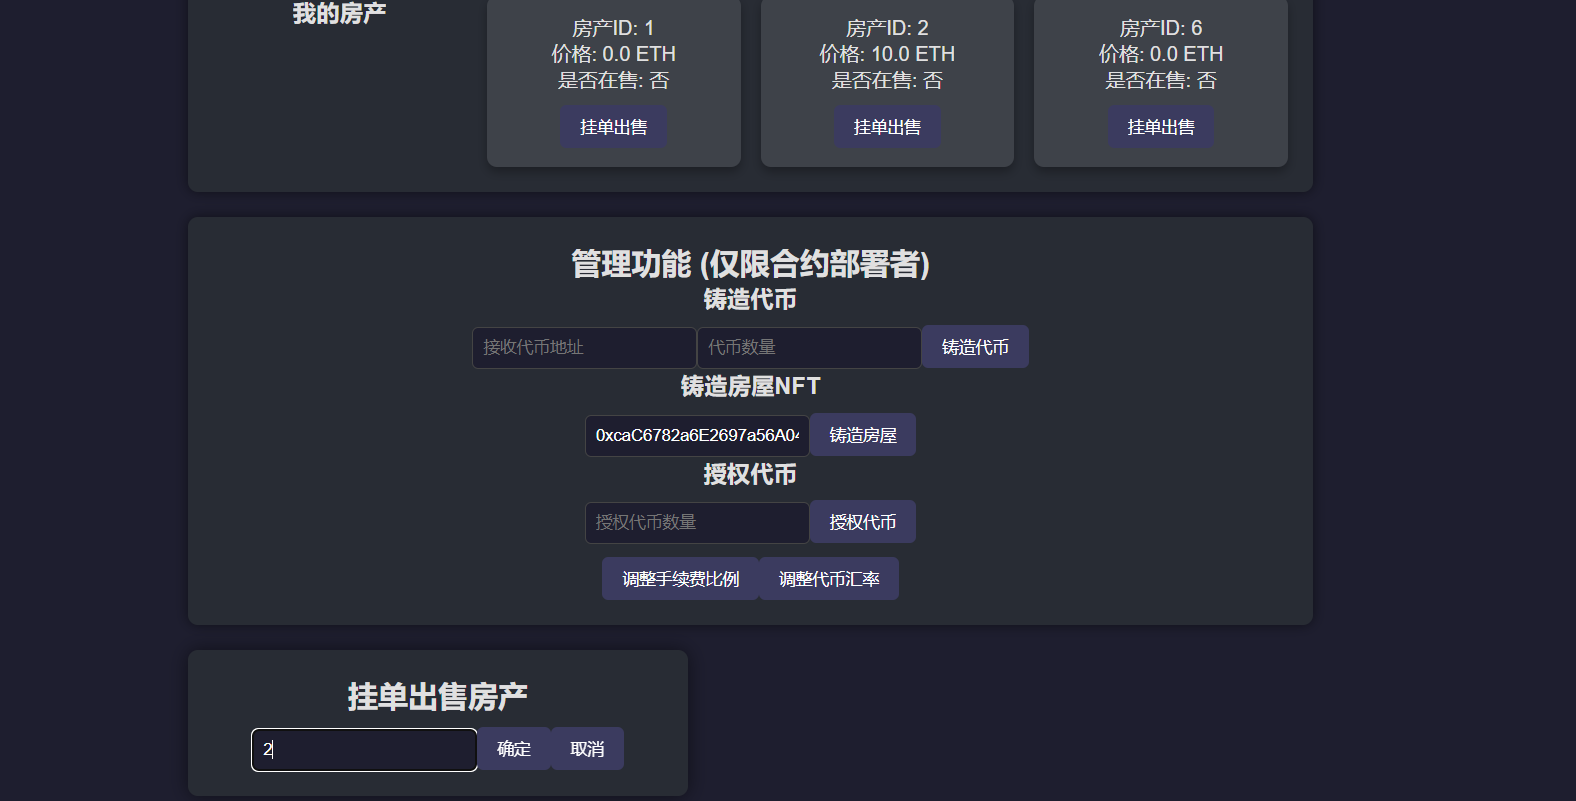 我的房产
房产ID: 1
价格: 0.0 ETH
是否在售: 否
挂单出售
房产ID: 2
价格: 10.0 ETH
是否在售: 否
挂单出售
房产ID: 6
价格: 0.0 ETH
是否在售: 否
挂单出售
管理功能 (仅限合约部署者)
铸造代币
接收代币地址 代币数量 铸造代币
铸造房屋NFT
0xcaC6782a6E2697a56A04 铸造房屋
授权代币
授权代币数量 授权代币
调整手续费比例 调整代币汇率
挂单出售房产
2 确定 取消